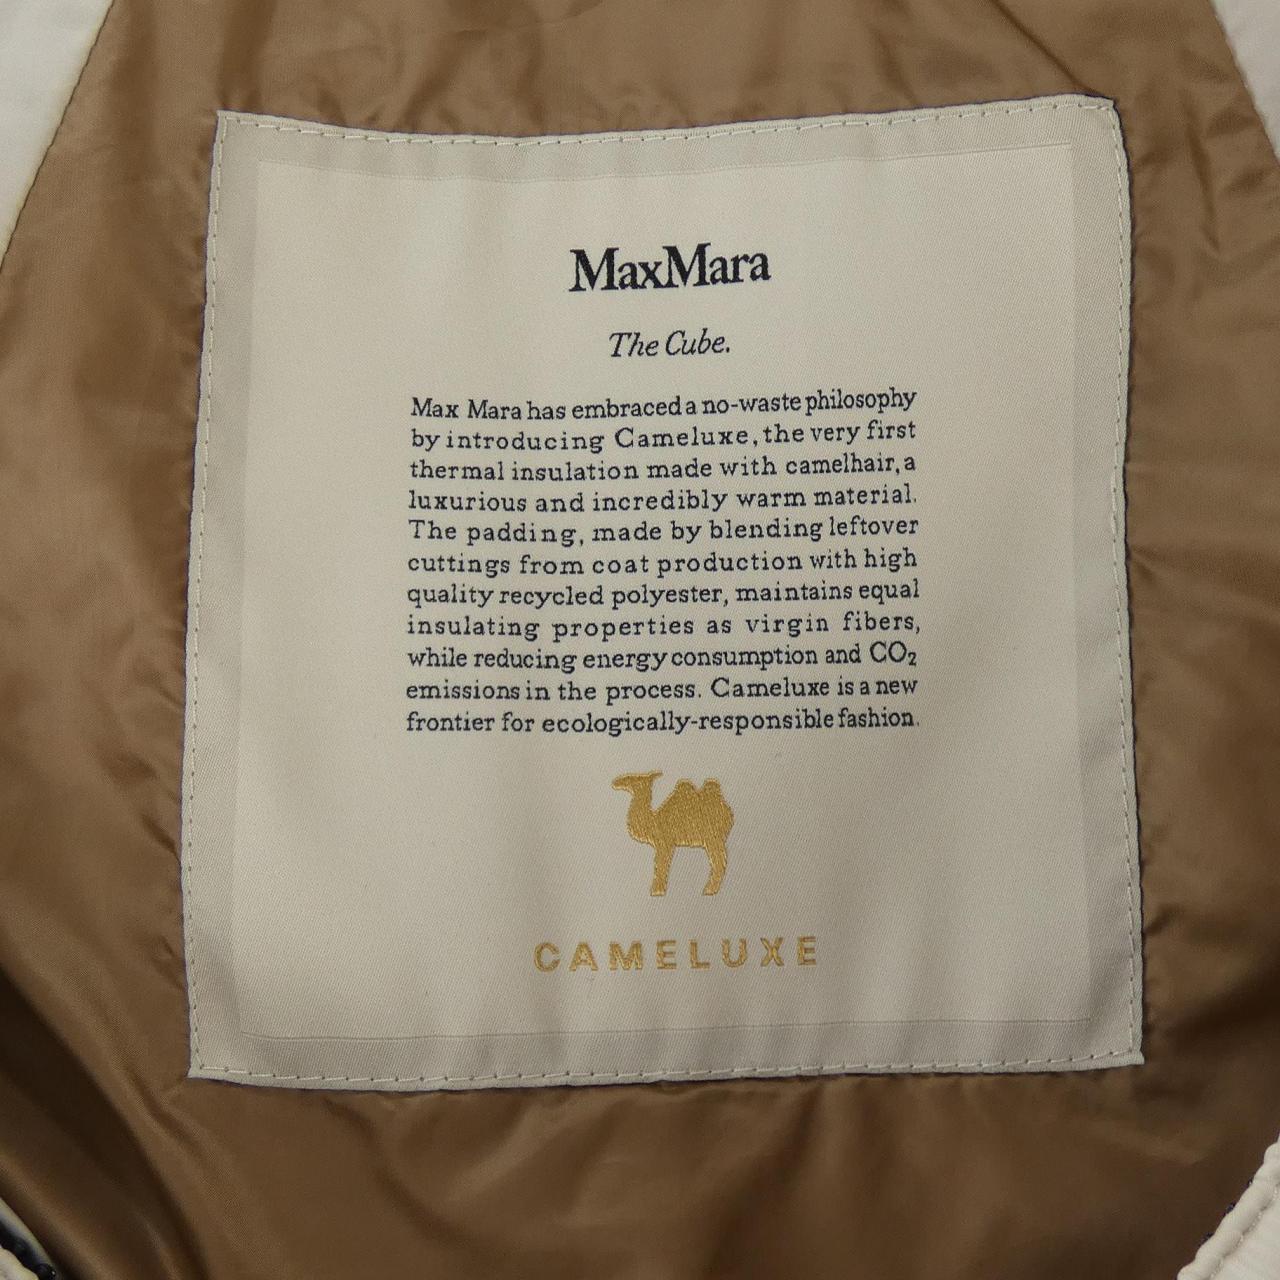 MaxMara
The Cube.
Max Mara has embraced a no-waste philosophy
by introducing Cameluxe, the very first
thermal insulation made with camelhair, a
luxurious and incredibly warm material.
The padding, made by blending leftover
cuttings from coat production with high
quality recycled polyester, maintains equal
insulating properties as virgin fibers,
while reducing energy consumption and CO₂
emissions in the process. Cameluxe is a new
frontier for ecologically-responsible fashion.
CAMELUXE